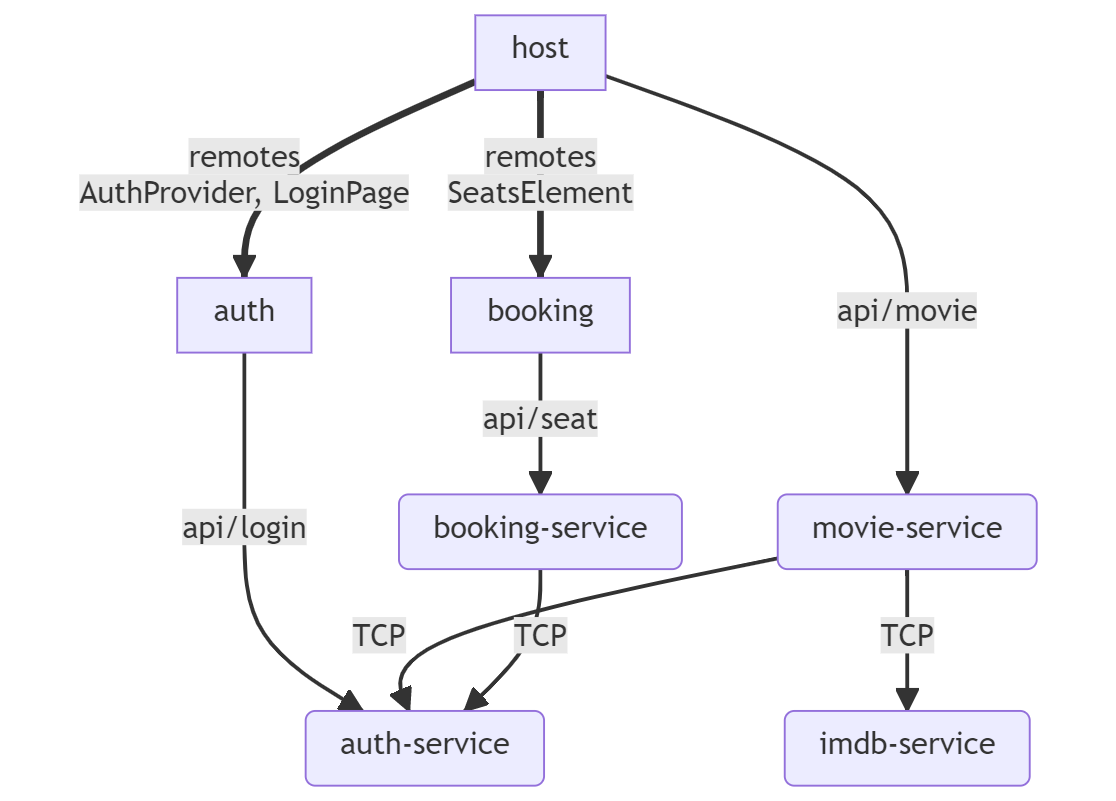 host
remotes
AuthProvider, LoginPage
remotes
SeatsElement
api/movie
auth
booking
api/seat
api/login
booking-service
movie-service
TCP
TCP
TCP
auth-service
imdb-service